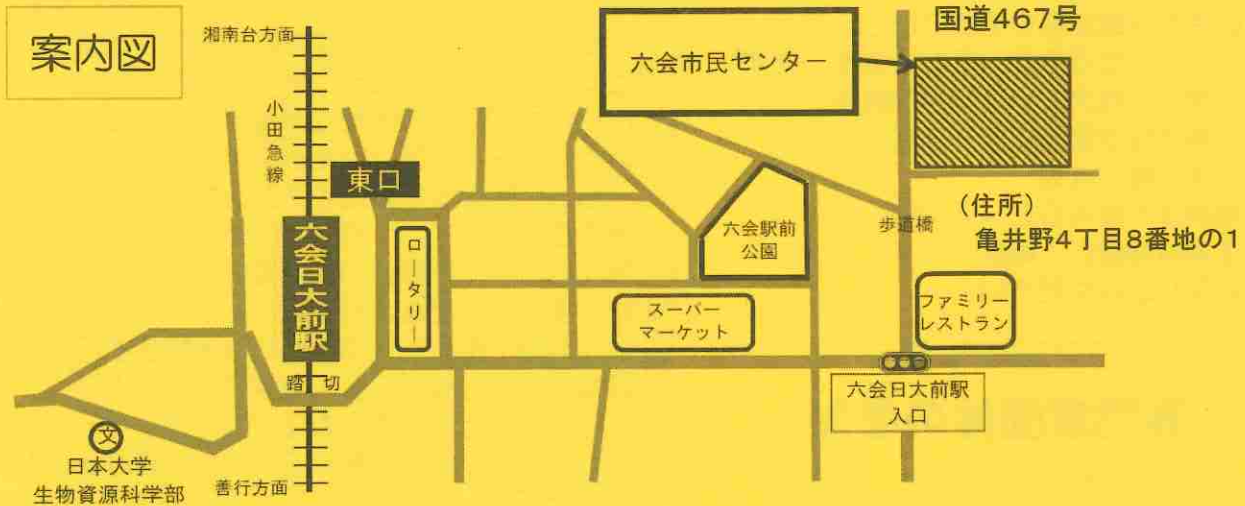 案内図
湘南台方面
小田急線
東口
六会日大前駅
ロータリー
踏切
善行方面
文
日本大学
生物資源科学部
六会市民センター
国道467号
(住所)
亀井野4丁目8番地の1
歩道橋
六会駅前
公園
スーパー
マーケット
ファミリー
レストラン
六会日大前駅
入口